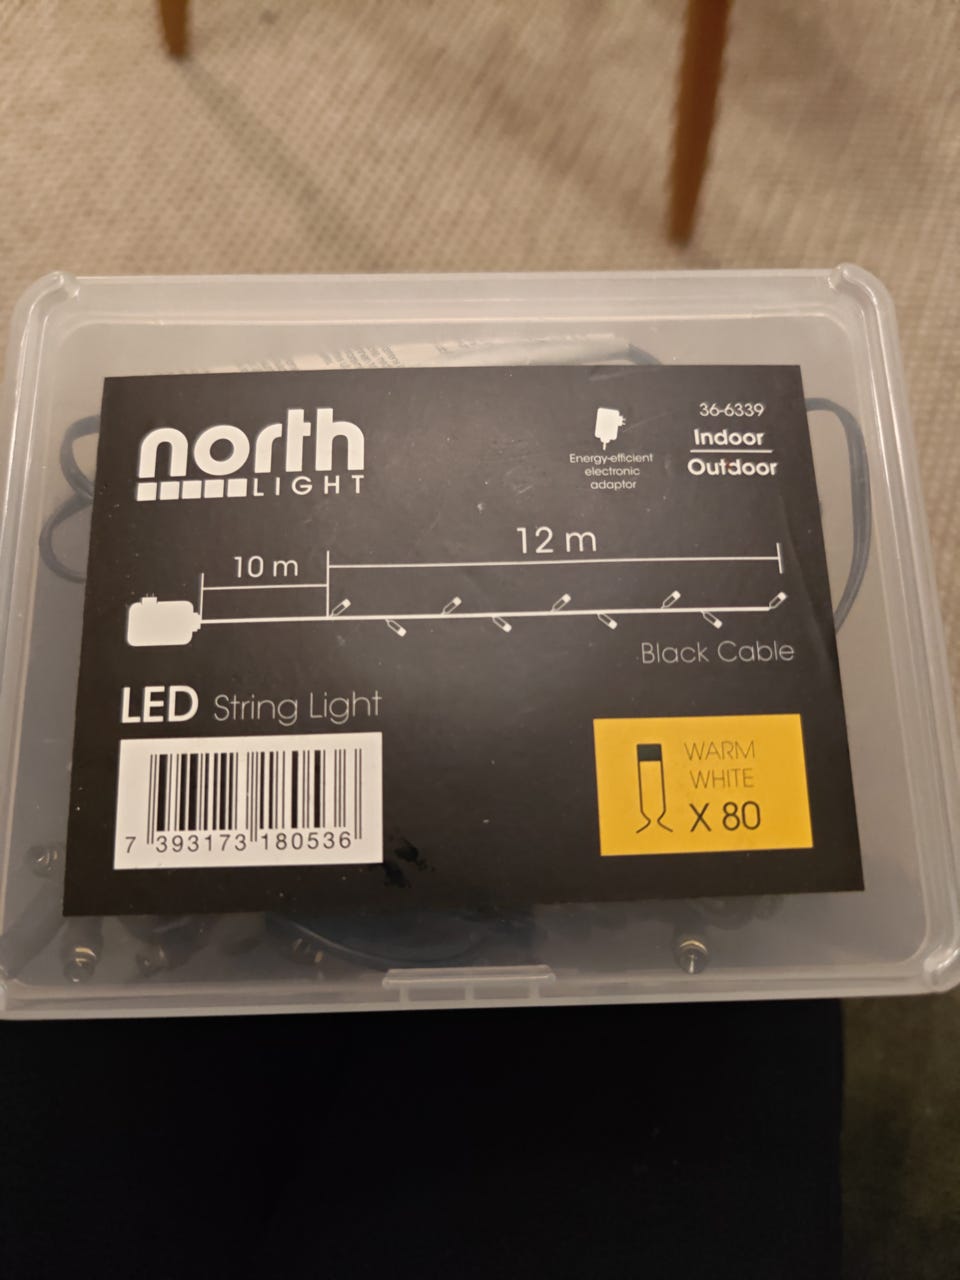 north
LIGHT
Energy-efficient
electronic
adaptor
36-6339
Indoor
Outdoor
10 m
12 m
Black Cable
LED String Light
7 393173 180536
WARM
WHITE
X 80